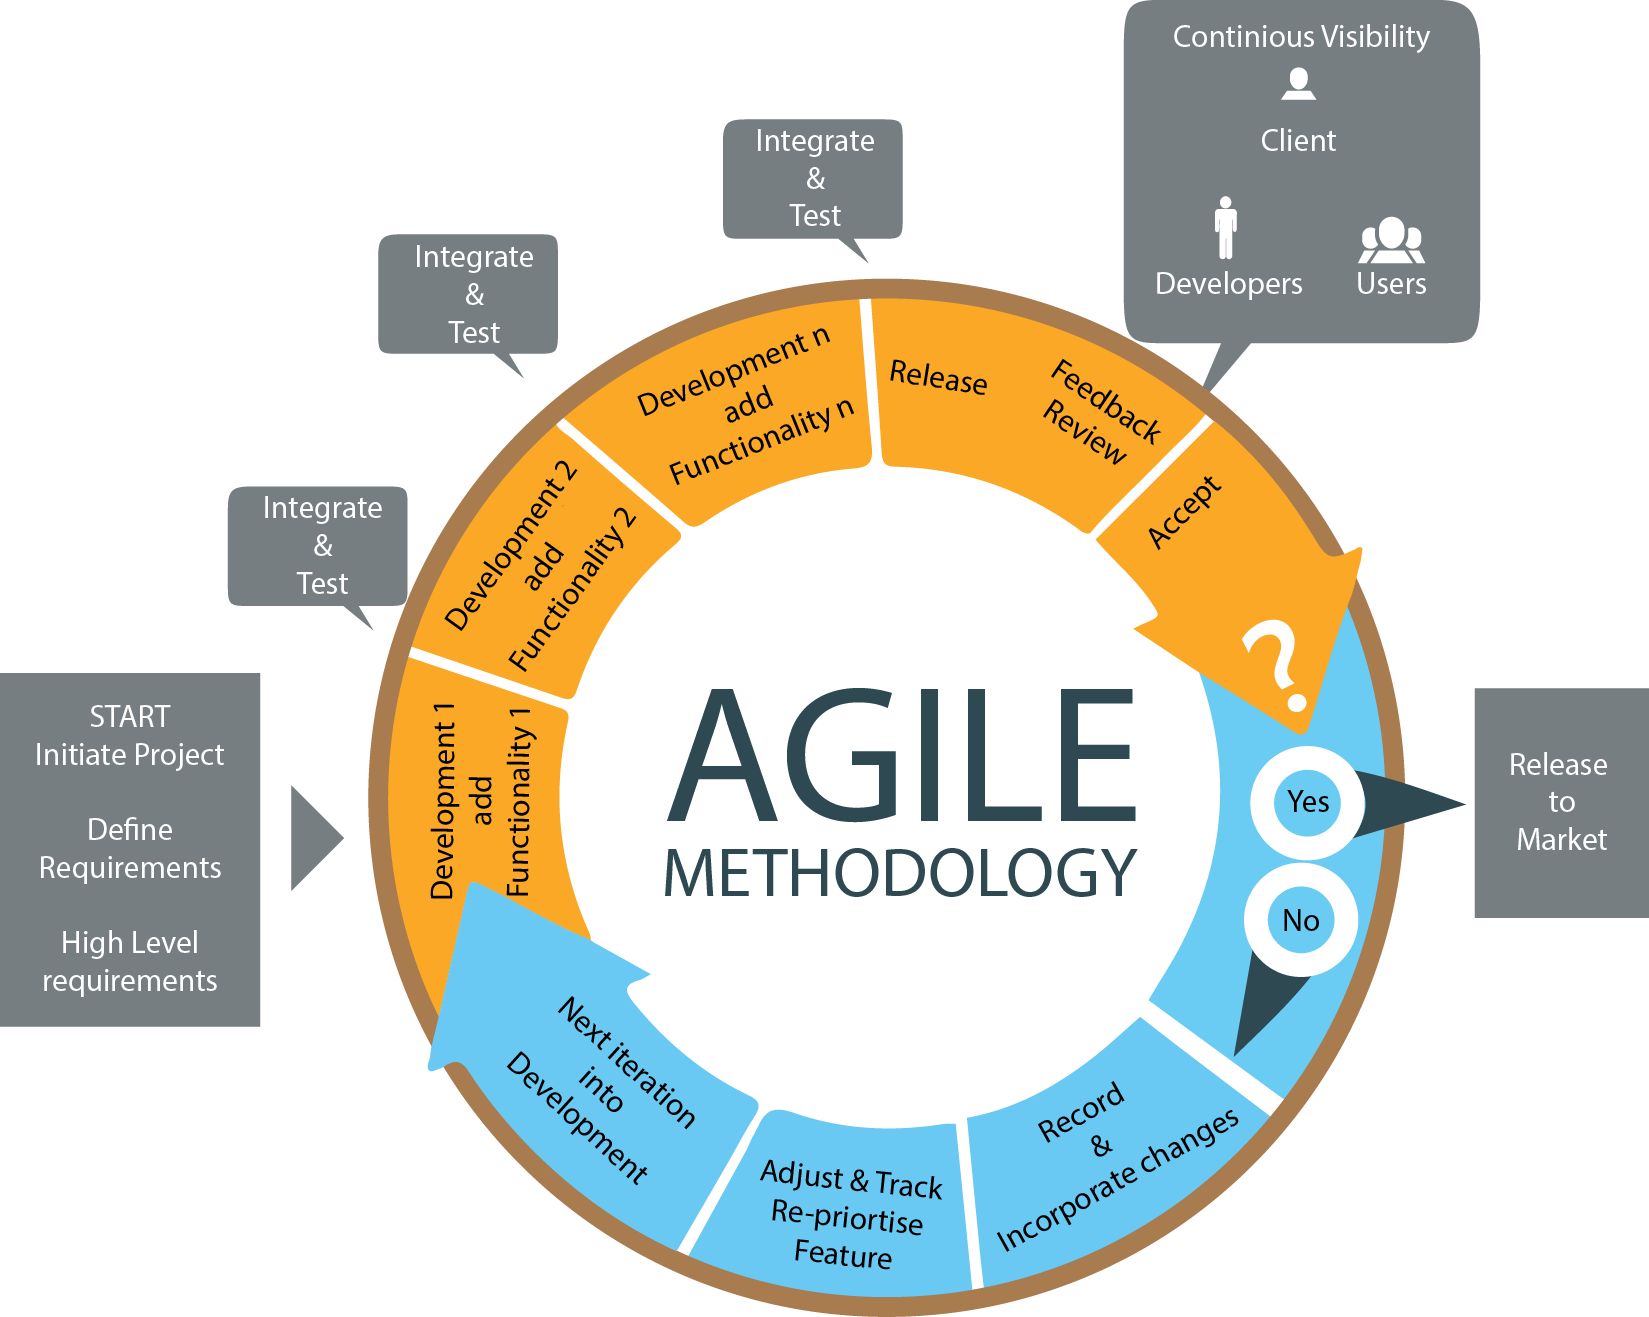 START
Initiate Project
Define
Requirements
High Level
requirements
Development 1
add
Functionality 1
Integrate
&
Test
Development 2
add
Functionality 2
Integrate
&
Test
Development n
add
Functionality n
Integrate
&
Test
Release
Feedback
Review
Continious Visibility
Client
Developers
Users
Accept
?
Yes
Release
to
Market
No
Record
&
Incorporate changes
Adjust & Track
Re-priortise
Feature
Next iteration
into
Development
AGILE
METHODOLOGY